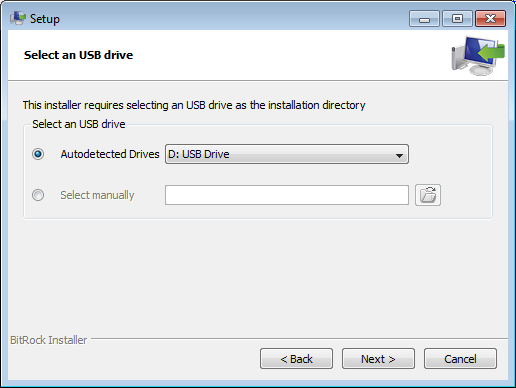 Setup
Select an USB drive
This installer requires selecting an USB drive as the installation directory
Select an USB drive
Autodetected Drives D: USB Drive
Select manually
BitRock Installer
< Back Next > Cancel